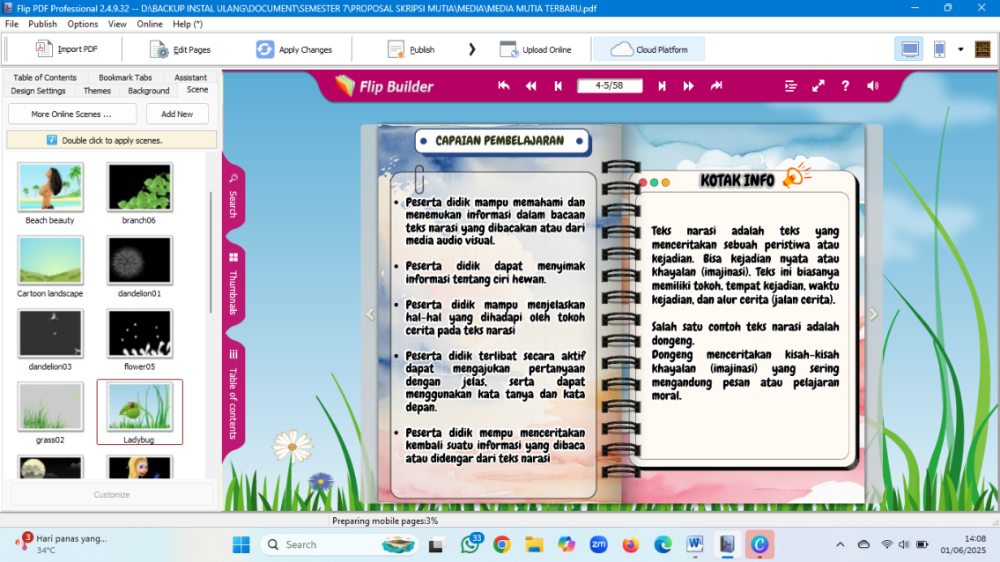 Flip PDF Professional 2.4.9.32 -- D:\BACKUP INSTAL ULANG\DOCUMENT\SEMESTER 7\PROPOSAL SKRIPSI MUTIA\MEDIA\MEDIA MUTIA TERBARU.pdf
File Publish Options View Online Help (*)
Import PDF Edit Pages Apply Changes Publish Upload Online Cloud Platform
Table of Contents Bookmark Tabs Assistant
Design Settings Themes Background Scene
More Online Scenes ... Add New
Double click to apply scenes.
Beach beauty branch06
Cartoon landscape dandelion01
dandelion03 flower05
grass02 Ladybug
Customize
Flip Builder
4-5/58
Search
Thumbnails
Table of contents
CAPAIAN PEMBELAJARAN
• Peserta didik mampu memahami dan
menemukan informasi dalam bacaan
teks narasi yang dibacakan atau dari
media audio visual.
• Peserta didik dapat menyimak
informasi tentang ciri hewan.
• Peserta didik mampu menjelaskan
hal-hal yang dihadapi oleh tokoh
cerita pada teks narasi
• Peserta didik terlibat secara aktif
dapat mengajukan pertanyaan
dengan jelas, serta dapat
menggunakan kata tanya dan kata
depan.
• Peserta didik mempu menceritakan
kembali suatu informasi yang dibaca
atau didengar dari teks narasi
KOTAK INFO
Teks narasi adalah teks yang
menceritakan sebuah peristiwa atau
kejadian. Bisa kejadian nyata atau
khayalan (imajinasi). Teks ini biasanya
memiliki tokoh, tempat kejadian, waktu
kejadian, dan alur cerita (jalan cerita).
Salah satu contoh teks narasi adalah
dongeng.
Dongeng menceritakan kisah-kisah
khayalan (imajinasi) yang sering
mengandung pesan atau pelajaran
moral.
Preparing mobile pages:3%
3
Hari panas yang...
34°C
Search
33
zm
14:08
01/06/2025